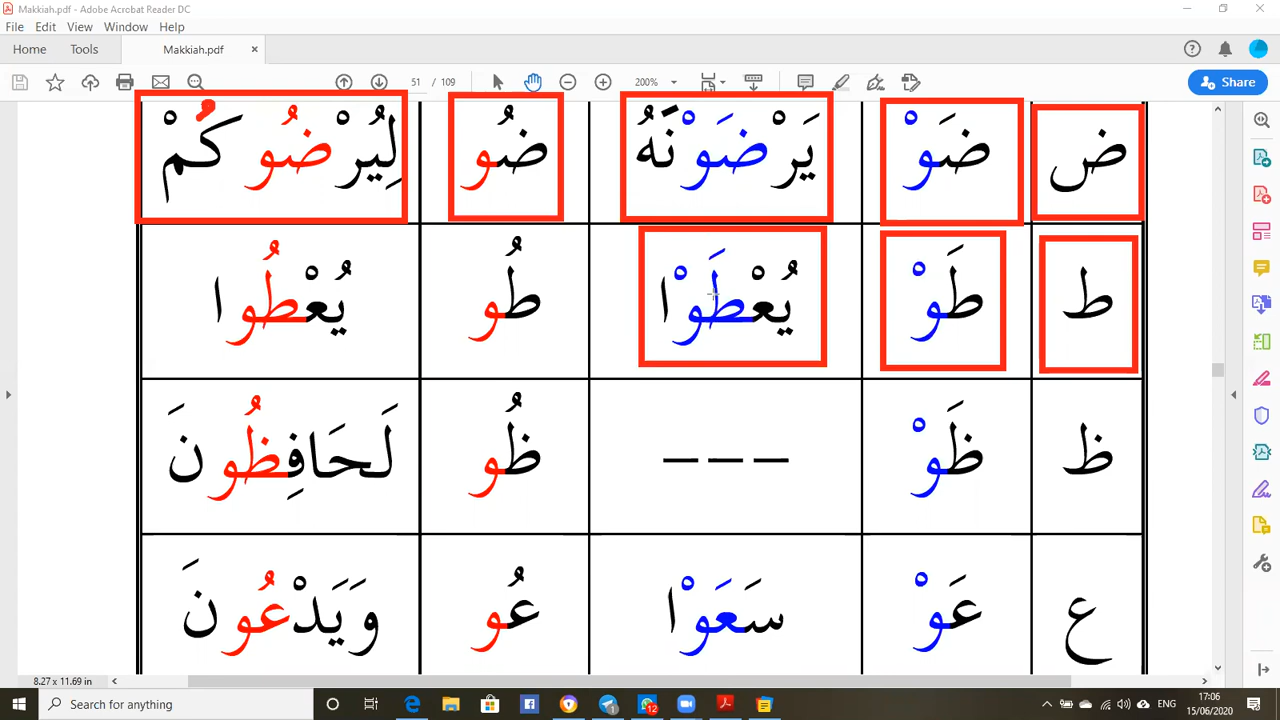 Makkiah.pdf - Adobe Acrobat Reader DC
File Edit View Window Help
Home Tools Makkiah.pdf ×
51 / 109 200% Share
ض ضَوْ يَرْضَوْنَهُ ضُو لِيُرْضُو كُمْ
ط طَوْ يُعْطَوْا طُو يُعْطُوا
ظ ظَوْ --- ظُو لَحَافِظُونَ
ع عَوْ سَعَوْا عُو وَيَدْعُونَ
8.27 x 11.69 in
Search for anything 12 ENG 17:06
15/06/2020